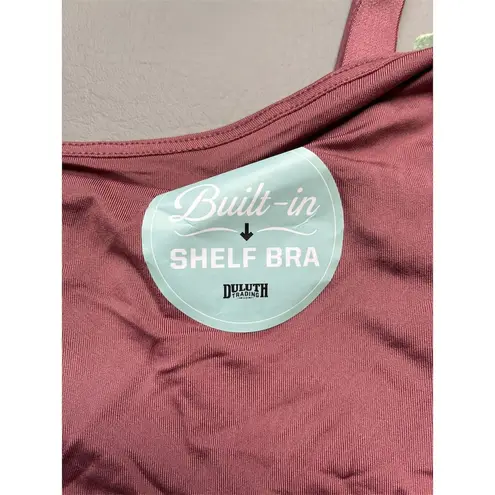 Built-in
SHELF BRA
DULUTH
TRADING